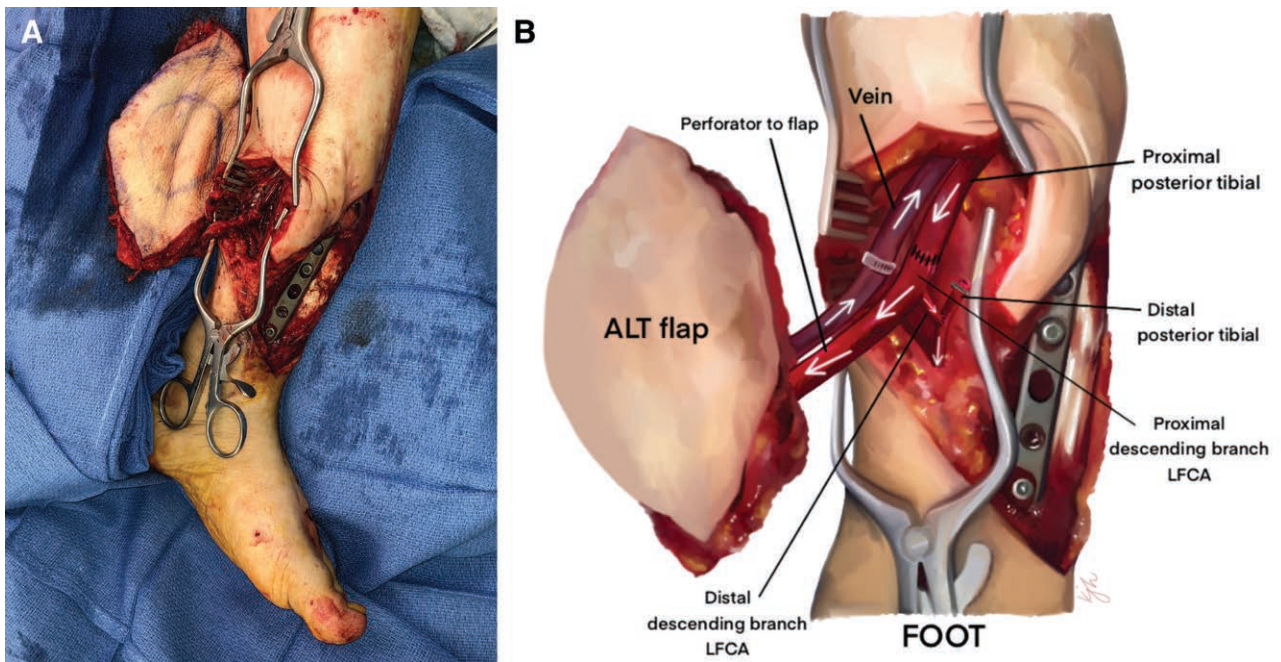 A
B
Vein
Perforator to flap
Proximal
posterior tibial
ALT flap
Distal
posterior tibial
Proximal
descending branch
LFCA
Distal
descending branch
LFCA
FOOT
kjh